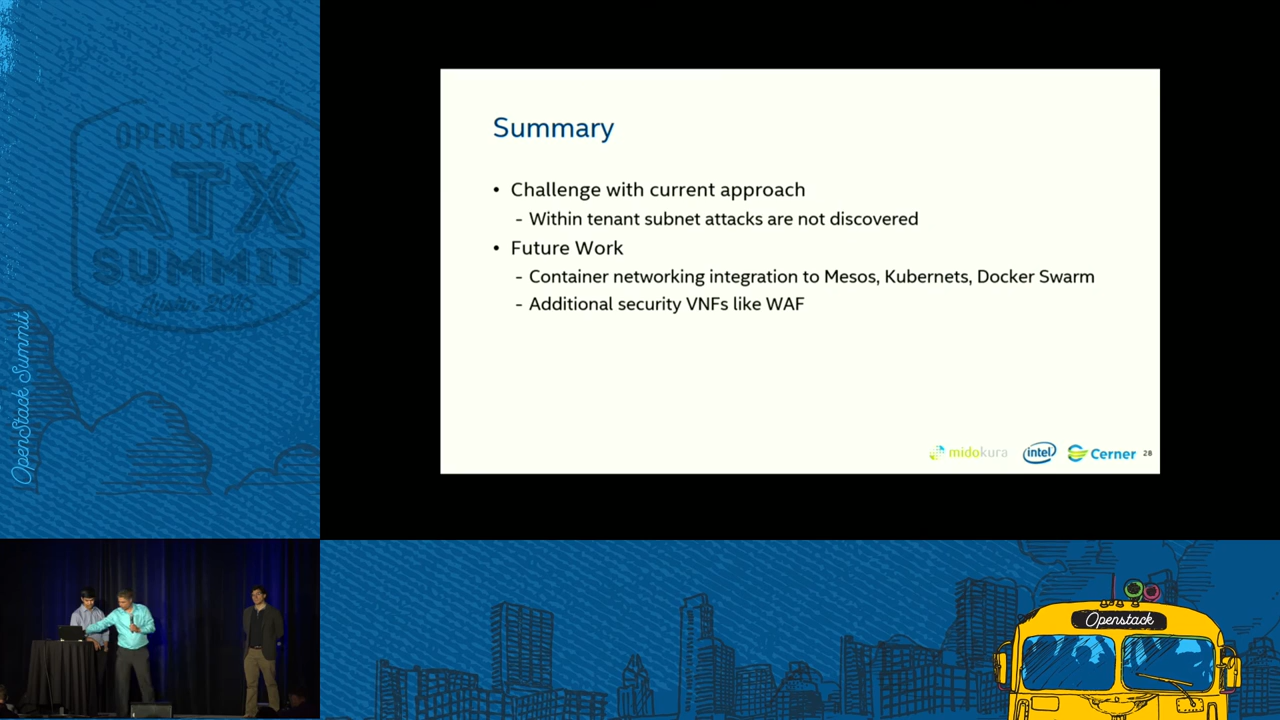 OPENSTACK
ATX
SUMMIT
Austin 2016
OpenStack Summit
Summary
• Challenge with current approach
- Within tenant subnet attacks are not discovered
• Future Work
- Container networking integration to Mesos, Kubernets, Docker Swarm
- Additional security VNFs like WAF
midokura intel Cerner 28
Openstack